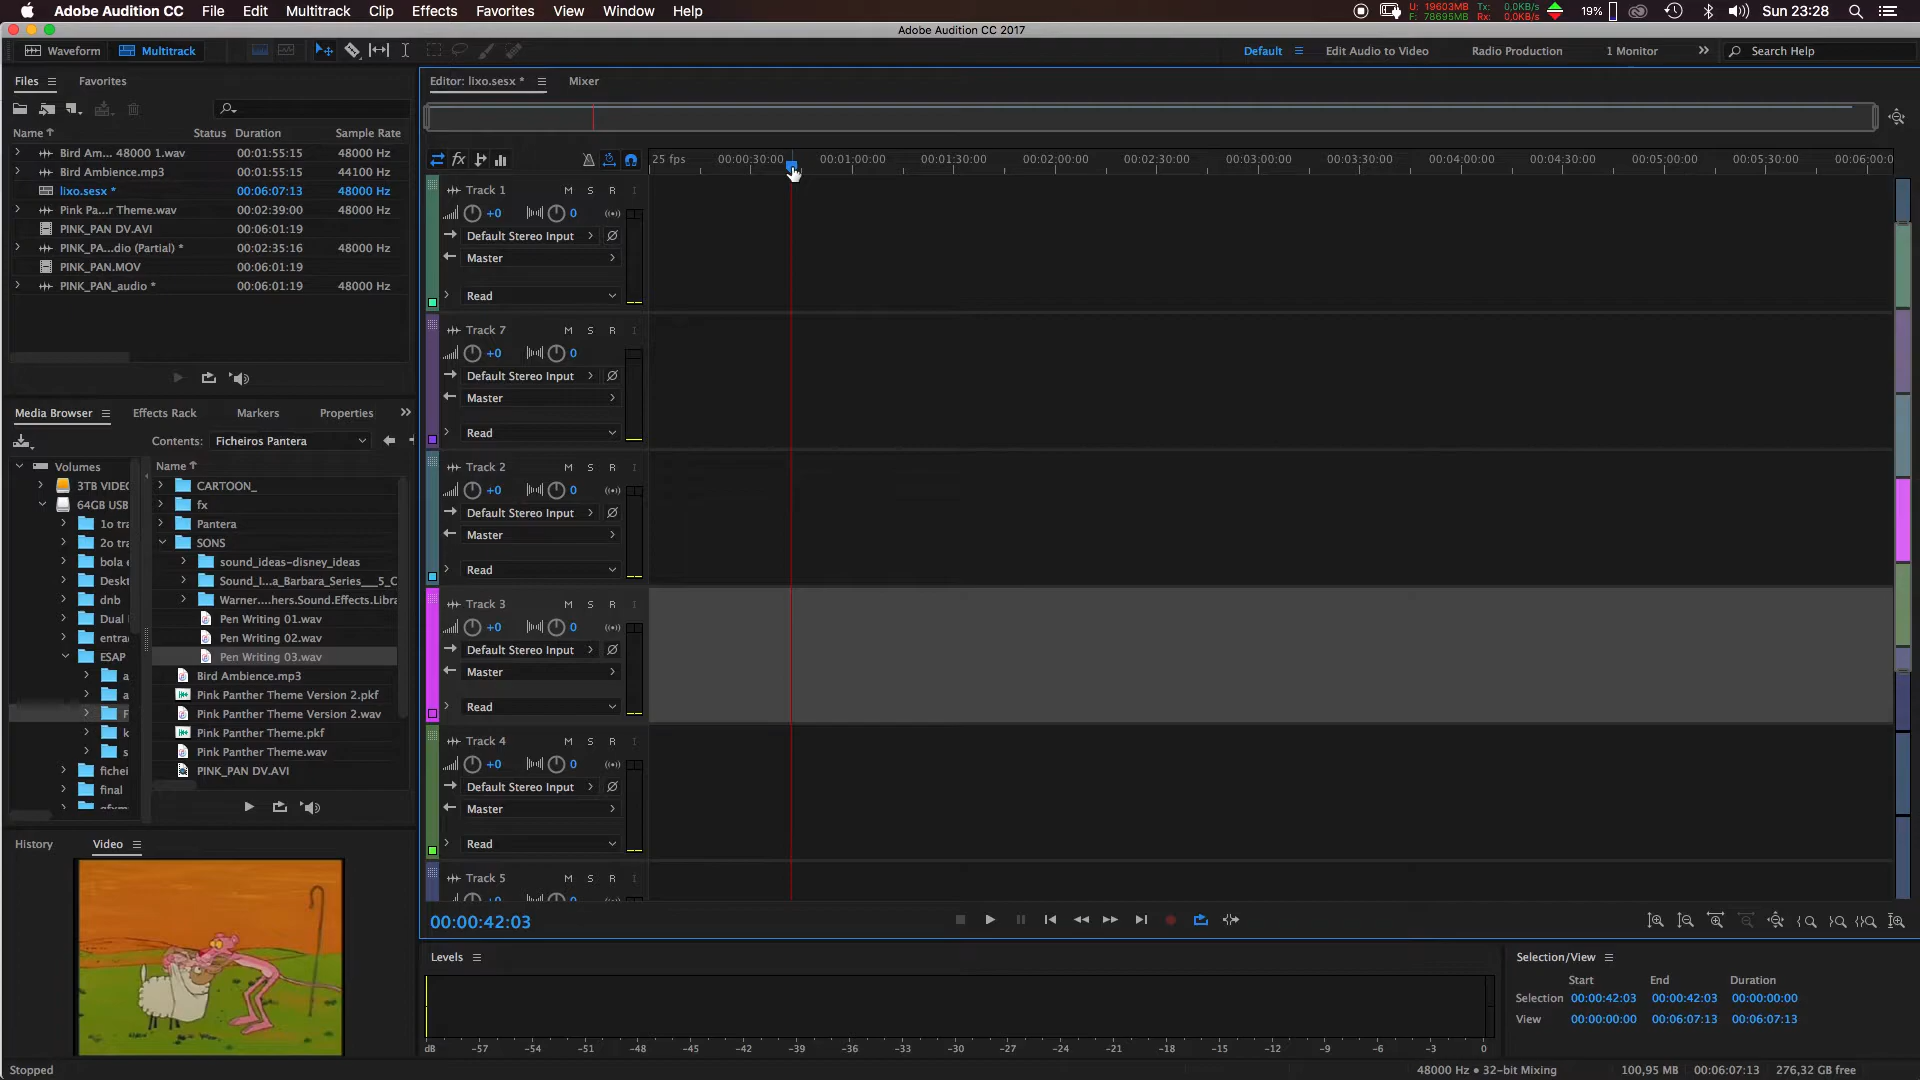 Adobe Audition CC File Edit Multitrack Clip Effects Favorites View Window Help U: 19603MB Tx: 0,0KB/s F: 78695MB Rx: 0,0KB/s 19% Sun 23:28
Adobe Audition CC 2017
Waveform Multitrack Default Edit Audio to Video Radio Production 1 Monitor Search Help
Files Favorites
Editor: lixo.sesx * Mixer
Name Status Duration Sample Rate
Bird Am... 48000 1.wav 00:01:55:15 48000 Hz
Bird Ambience.mp3 00:01:55:15 44100 Hz
lixo.sesx * 00:06:07:13 48000 Hz
Pink Pa...r Theme.wav 00:02:39:00 48000 Hz
PINK_PAN DV.AVI 00:06:01:19
PINK_PA...dio (Partial) * 00:02:35:16 48000 Hz
PINK_PAN.MOV 00:06:01:19
PINK_PAN_audio * 00:06:01:19 48000 Hz
fx
25 fps 00:00:30:00 00:01:00:00 00:01:30:00 00:02:00:00 00:02:30:00 00:03:00:00 00:03:30:00 00:04:00:00 00:04:30:00 00:05:00:00 00:05:30:00 00:06:00:0
Track 1 M S R I
+0 0
Default Stereo Input
Master
Read
Track 7 M S R I
+0 0
Default Stereo Input
Master
Read
Track 2 M S R I
+0 0
Default Stereo Input
Master
Read
Track 3 M S R I
+0 0
Default Stereo Input
Master
Read
Track 4 M S R I
+0 0
Default Stereo Input
Master
Read
Track 5 M S R I
Media Browser Effects Rack Markers Properties
Contents: Ficheiros Pantera
Volumes
3TB VIDEO
64GB USB
1o tra
2o tra
bola e
Deskt
dnb
Dual
entra
ESAP
a
a
F
k
s
fichei
final
Name
CARTOON_
fx
Pantera
SONS
sound_ideas-disney_ideas
Sound_I...a_Barbara_Series___5_C
Warner....hers.Sound.Effects.Libra
Pen Writing 01.wav
Pen Writing 02.wav
Pen Writing 03.wav
Bird Ambience.mp3
Pink Panther Theme Version 2.pkf
Pink Panther Theme Version 2.wav
Pink Panther Theme.pkf
Pink Panther Theme.wav
PINK_PAN DV.AVI
History Video
00:00:42:03
Levels
dB -57 -54 -51 -48 -45 -42 -39 -36 -33 -30 -27 -24 -21 -18 -15 -12 -9 -6 -3 0
Selection/View
Start End Duration
Selection 00:00:42:03 00:00:42:03 00:00:00:00
View 00:00:00:00 00:06:07:13 00:06:07:13
Stopped 48000 Hz • 32-bit Mixing 100,95 MB 00:06:07:13 276,32 GB free